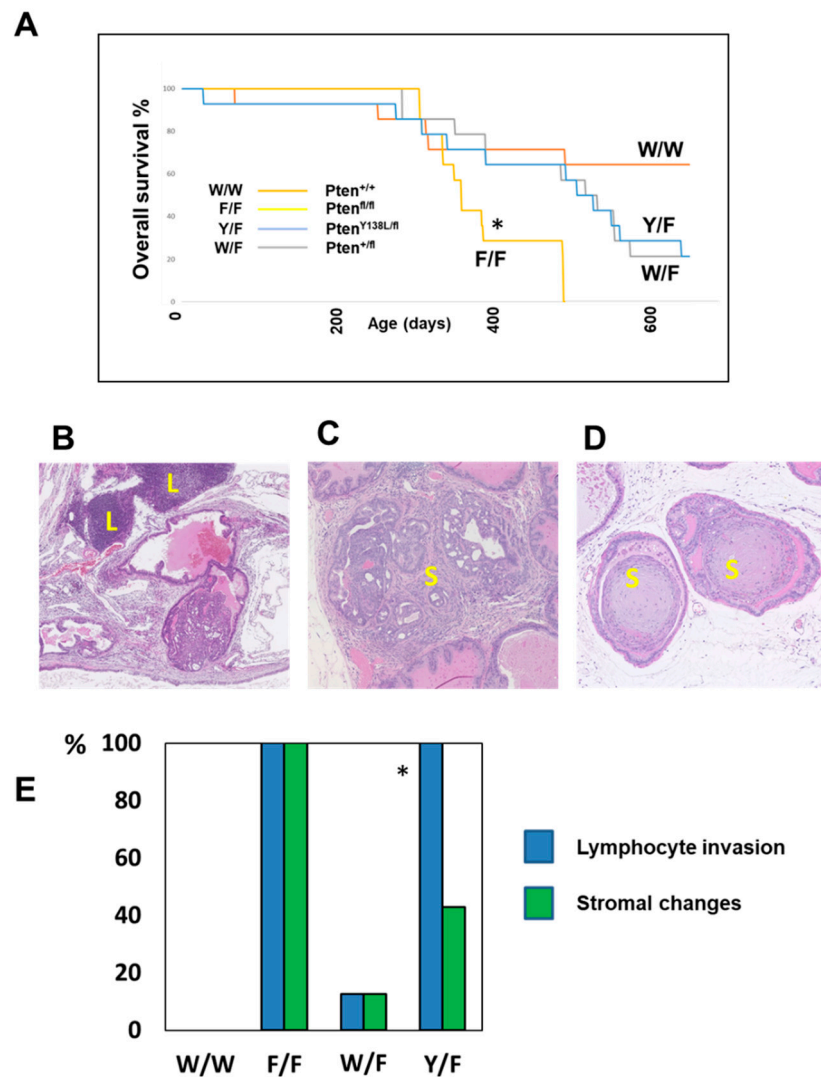 A
Overall survival %
100
80
60
40
20
0
W/W Pten+/+
F/F Ptenfl/fl
Y/F PtenY138L/fl
W/F Pten+/fl
*
F/F
W/W
Y/F
W/F
0 200 400 600
Age (days)
B
L
L
C
S
D
S
S
E
%
100
80
60
40
20
0
*
W/W F/F W/F Y/F
Lymphocyte invasion
Stromal changes